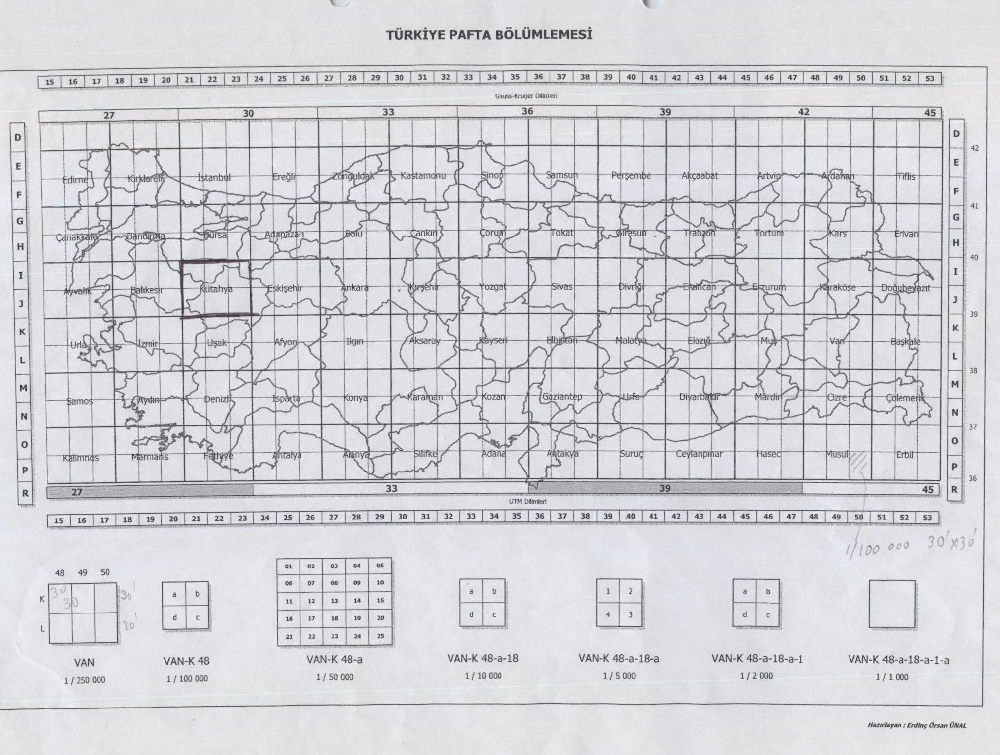 TÜRKİYE PAFTA BÖLÜMLEMESİ
15 16 17 18 19 20 21 22 23 24 25 26 27 28 29 30 31 32 33 34 35 36 37 38 39 40 41 42 43 44 45 46 47 48 49 50 51 52 53
Gauss-Kruger Dilimleri
27 30 33 36 39 42 45
D D
42
E E
Edirne Kırklareli İstanbul Ereğli Zonguldak Kastamonu Sinop Samsun Perşembe Akçaabat Artvin Ardahan Tiflis
F F
41
G G
Çanakkale Bandırma Bursa Adapazarı Bolu Çankırı Çorum Tokat Giresun Trabzon Tortum Kars Erivan
H H
40
I I
Ayvalık Balıkesir Kütahya Eskişehir Ankara Kırşehir Yozgat Sivas Divriği Erzincan Erzurum Karaköse Doğubeyazıt
J J
39
K K
Urla İzmir Uşak Afyon Ilgın Aksaray Kayseri Elbistan Malatya Elazığ Muş Van Başkale
L L
38
M M
Samos Aydın Denizli Isparta Konya Karaman Kozan Gaziantep Urfa Diyarbakır Mardin Cizre Çölemerik
N N
37
O O
Kalimnos Marmaris Fethiye Antalya Alanya Silifke Adana Antakya Suruç Ceylanpınar Hasec Musul Erbil
P P
36
R 27 33 39 45 R
UTM Dilimleri
15 16 17 18 19 20 21 22 23 24 25 26 27 28 29 30 31 32 33 34 35 36 37 38 39 40 41 42 43 44 45 46 47 48 49 50 51 52 53
1/100 000 30' x 30'
48 49 50
K 30 30 30'
L 30'
VAN
1 / 250 000
a b
d c
VAN-K 48
1 / 100 000
01 02 03 04 05
06 07 08 09 10
11 12 13 14 15
16 17 18 19 20
21 22 23 24 25
VAN-K 48-a
1 / 50 000
a b
d c
VAN-K 48-a-18
1 / 10 000
1 2
4 3
VAN-K 48-a-18-a
1 / 5 000
a b
d c
VAN-K 48-a-18-a-1
1 / 2 000
VAN-K 48-a-18-a-1-a
1 / 1 000
Hazırlayan : Erdinç Örsan ÜNAL